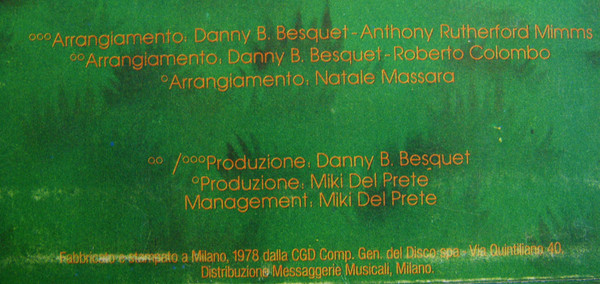 °°°Arrangiamento: Danny B. Besquet-Anthony Rutherford Mimms
°°Arrangiamento: Danny B. Besquet-Roberto Colombo
°Arrangiamento: Natale Massara
°° /°°°Produzione: Danny B. Besquet
°Produzione: Miki Del Prete
Management: Miki Del Prete
Fabbricato e stampato a Milano, 1978 dalla CGD Comp. Gen. del Disco spa - Via Quintiliano 40,
Distribuzione Messaggerie Musicali, Milano.